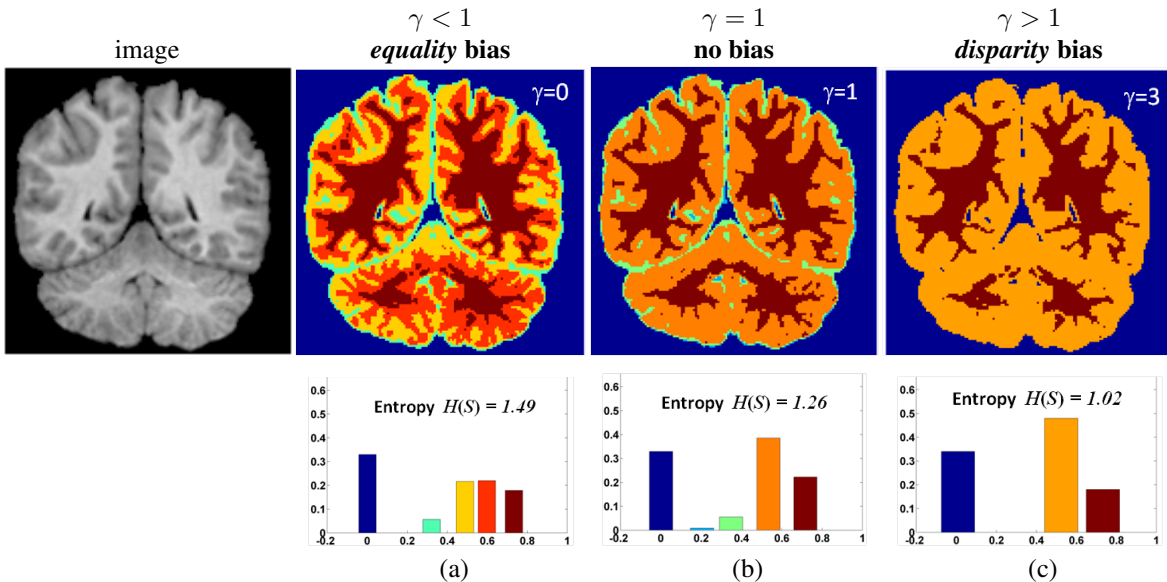 γ < 1 γ = 1 γ > 1
image equality bias no bias disparity bias
γ=0 γ=1 γ=3
0.6 0.6 0.6
Entropy H(S) = 1.49 Entropy H(S) = 1.26 Entropy H(S) = 1.02
0.5 0.5 0.5
0.4 0.4 0.4
0.3 0.3 0.3
0.2 0.2 0.2
0.1 0.1 0.1
0 0 0
-0.2 0 0.2 0.4 0.6 0.8 1 -0.2 0 0.2 0.4 0.6 0.8 1 -0.2 0 0.2 0.4 0.6 0.8 1
(a) (b) (c)